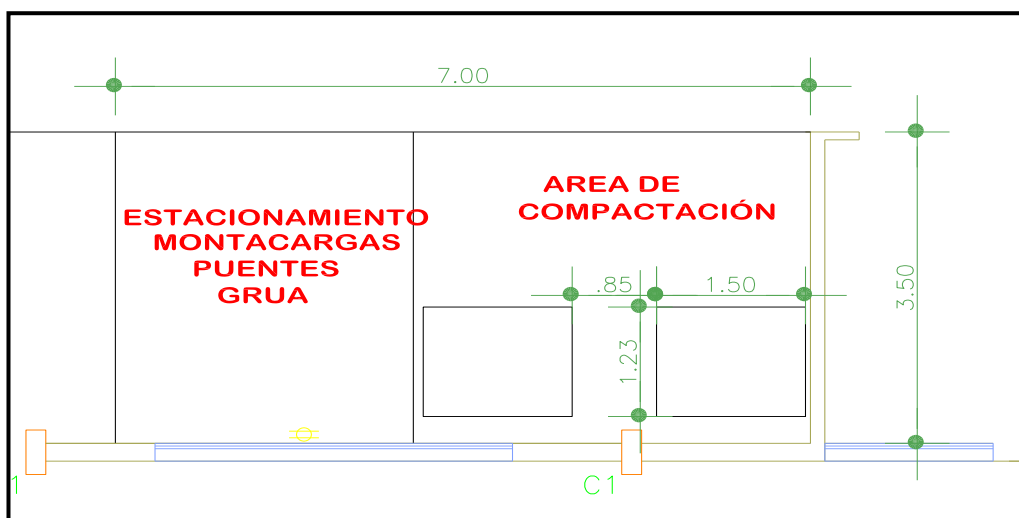 7.00
AREA DE
COMPACTACIÓN
ESTACIONAMIENTO
MONTACARGAS
PUENTES
GRUA
.85
1.50
3.50
1.23
1
C1